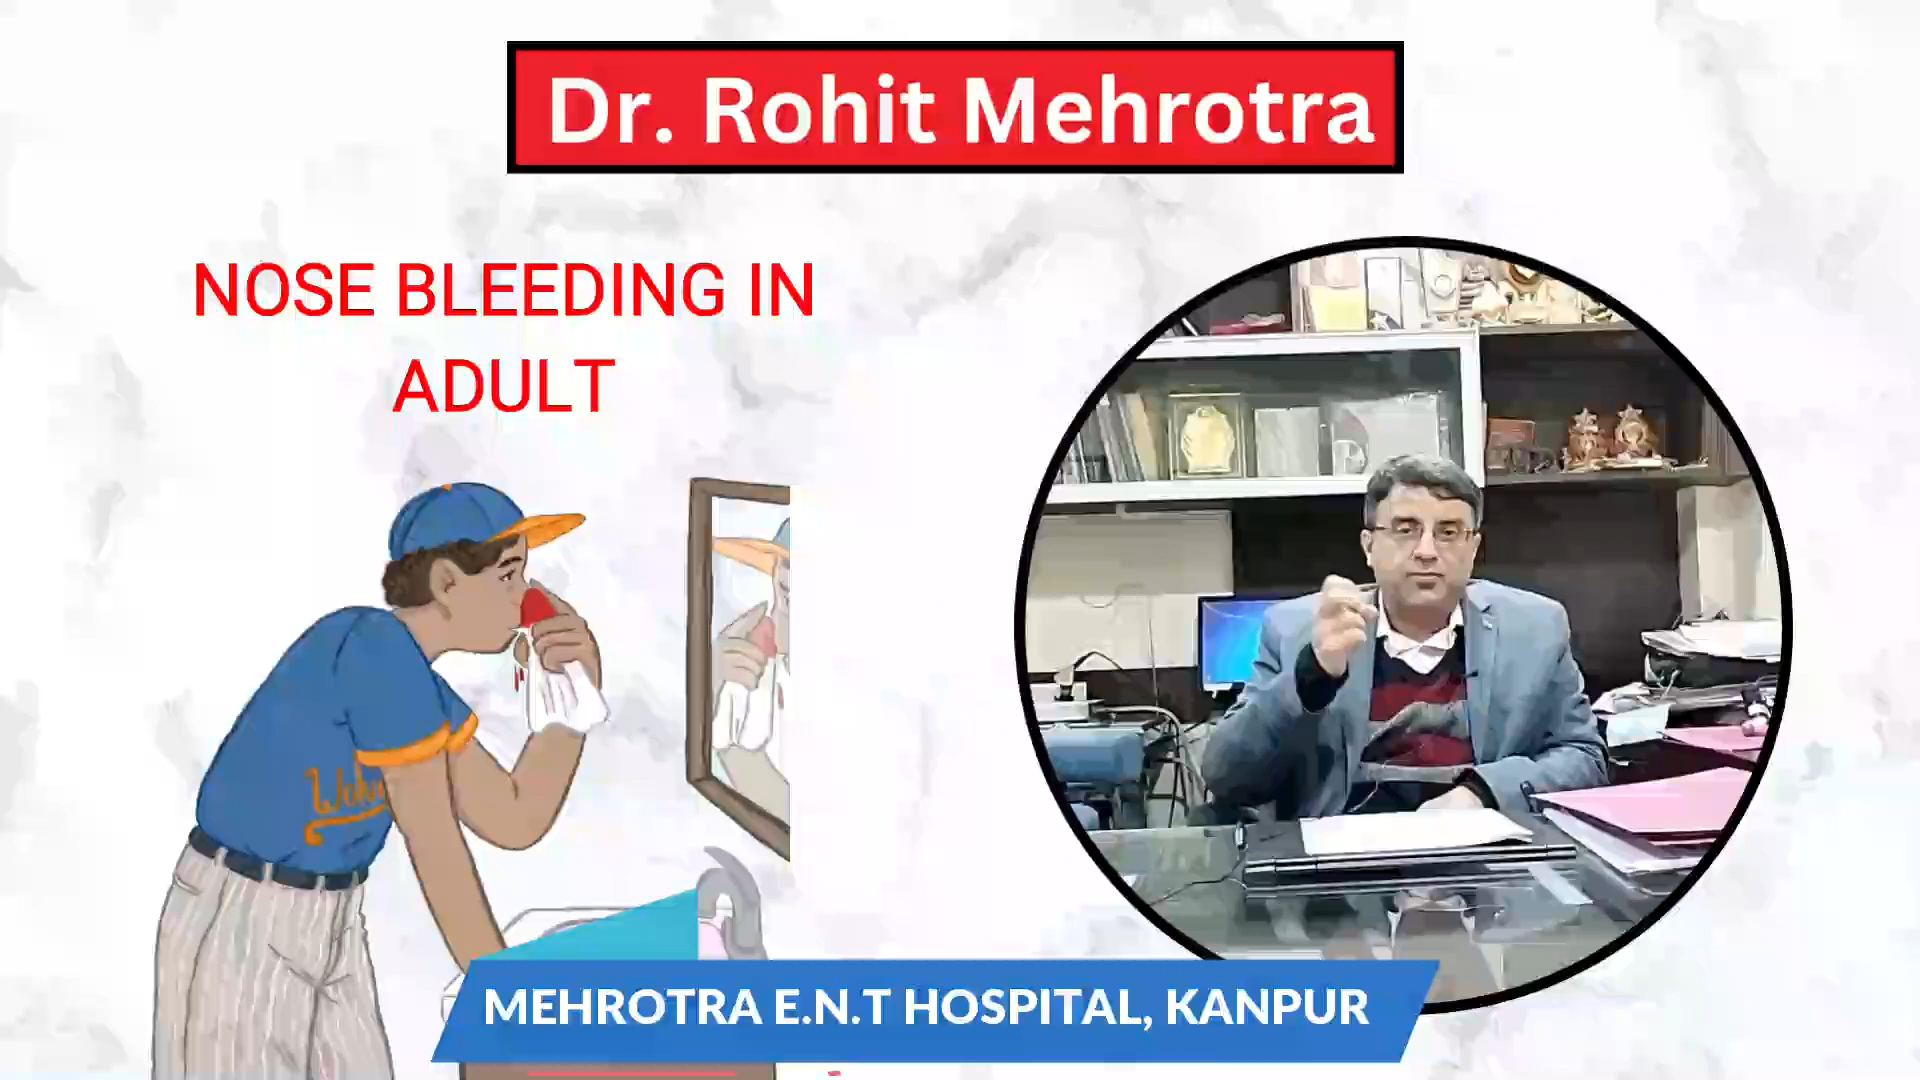 Dr. Rohit Mehrotra
NOSE BLEEDING IN
ADULT
MEHROTRA E.N.T HOSPITAL, KANPUR